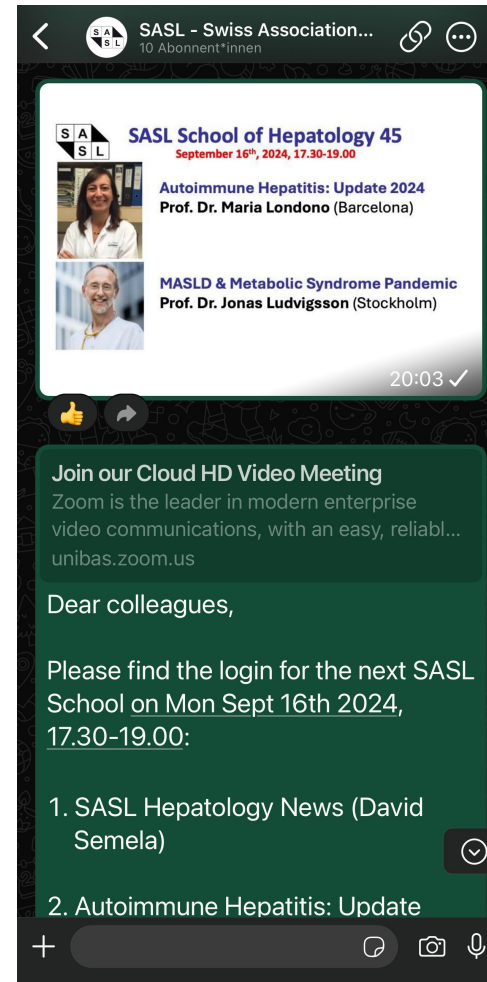 SASL - Swiss Association...
10 Abonnent*innen
S A
S L
S A
S L
SASL School of Hepatology 45
September 16th, 2024, 17.30-19.00
Autoimmune Hepatitis: Update 2024
Prof. Dr. Maria Londono (Barcelona)
MASLD & Metabolic Syndrome Pandemic
Prof. Dr. Jonas Ludvigsson (Stockholm)
20:03
Join our Cloud HD Video Meeting
Zoom is the leader in modern enterprise
video communications, with an easy, reliabl...
unibas.zoom.us
Dear colleagues,
Please find the login for the next SASL
School on Mon Sept 16th 2024,
17.30-19.00:
1. SASL Hepatology News (David
Semela)
2. Autoimmune Hepatitis: Update